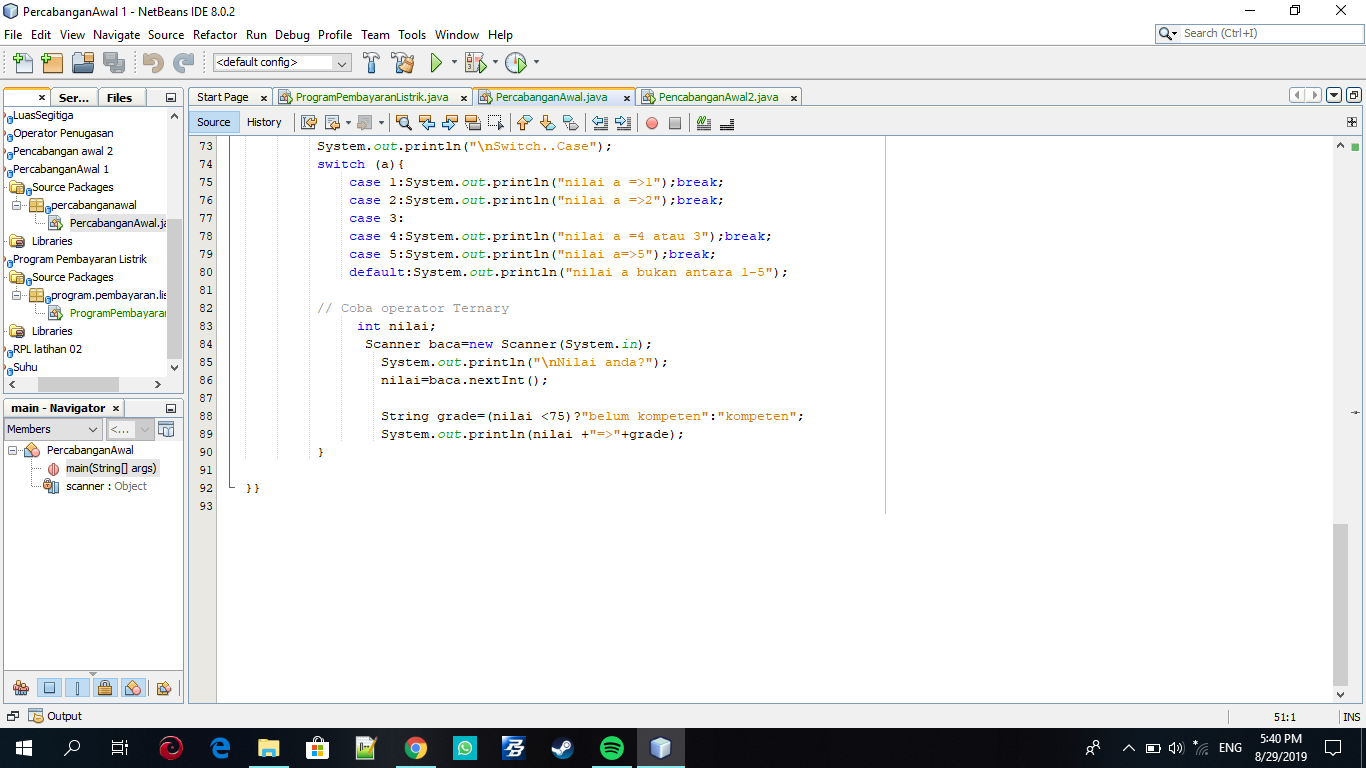 PercabanganAwal 1 - NetBeans IDE 8.0.2
File Edit View Navigate Source Refactor Run Debug Profile Team Tools Window Help
Search (Ctrl+I)
<default config>
Ser... Files
Start Page ProgramPembayaranListrik.java PercabanganAwal.java PencabanganAwal2.java
Source History
LuasSegitiga
Operator Penugasan
Pencabangan awal 2
PercabanganAwal 1
Source Packages
percabanganawal
PercabanganAwal.ja
Libraries
Program Pembayaran Listrik
Source Packages
program.pembayaran.lis
ProgramPembayaran
Libraries
RPL latihan 02
Suhu
main - Navigator
Members <...
PercabanganAwal
main(String[] args)
scanner : Object
73 System.out.println("\nSwitch..Case");
74 switch (a){
75 case 1:System.out.println("nilai a =>1");break;
76 case 2:System.out.println("nilai a =>2");break;
77 case 3:
78 case 4:System.out.println("nilai a =4 atau 3");break;
79 case 5:System.out.println("nilai a=>5");break;
80 default:System.out.println("nilai a bukan antara 1-5");
81
82 // Coba operator Ternary
83 int nilai;
84 Scanner baca=new Scanner(System.in);
85 System.out.println("\nNilai anda?");
86 nilai=baca.nextInt();
87
88 String grade=(nilai <75)?"belum kompeten":"kompeten";
89 System.out.println(nilai +"=>"+grade);
90 }
91
92 }}
93
Output
51:1 INS
ENG
5:40 PM
8/29/2019